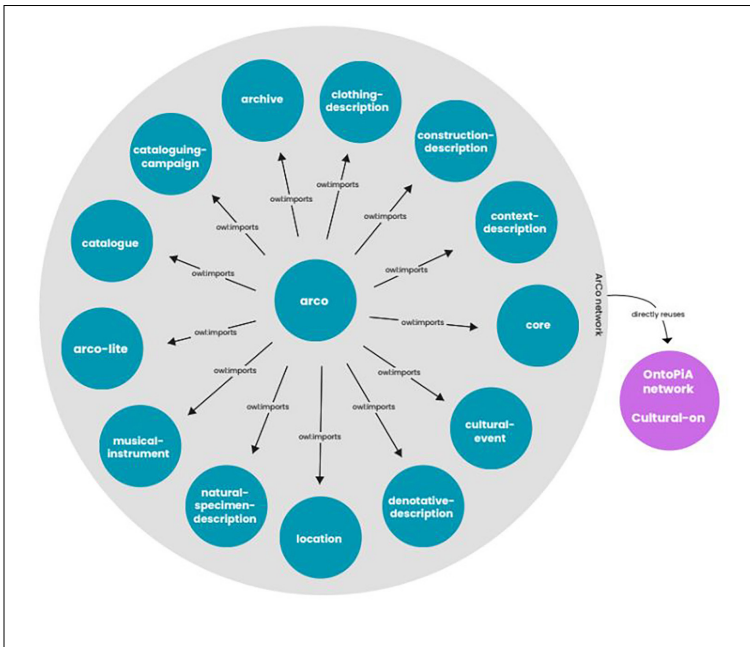 archive
clothing-
description
construction-
description
cataloguing-
campaign
context-
description
catalogue
core
arco-lite
cultural-
event
musical-
instrument
denotative-
description
natural-
specimen-
description
location
arco
owl:imports
owl:imports
owl:imports
owl:imports
owl:imports
owl:imports
owl:imports
owl:imports
owl:imports
owl:imports
owl:imports
owl:imports
owl:imports
ArCo network
directly reuses
OntoPiA
network
Cultural-on